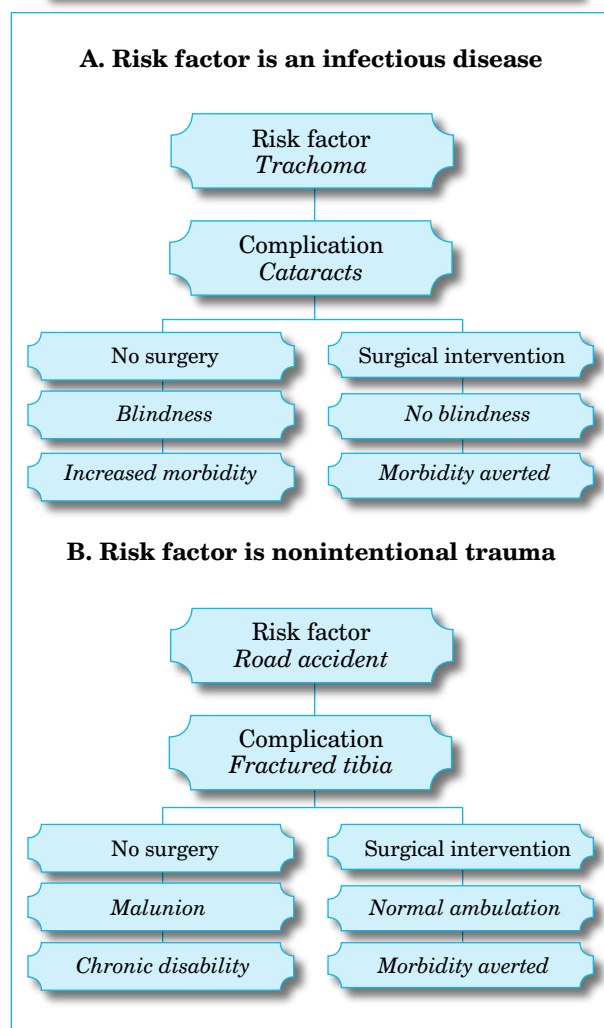 A. Risk factor is an infectious disease
Risk factor
Trachoma
Complication
Cataracts
No surgery
Surgical intervention
Blindness
No blindness
Increased morbidity
Morbidity averted
B. Risk factor is nonintentional trauma
Risk factor
Road accident
Complication
Fractured tibia
No surgery
Surgical intervention
Malunion
Normal ambulation
Chronic disability
Morbidity averted